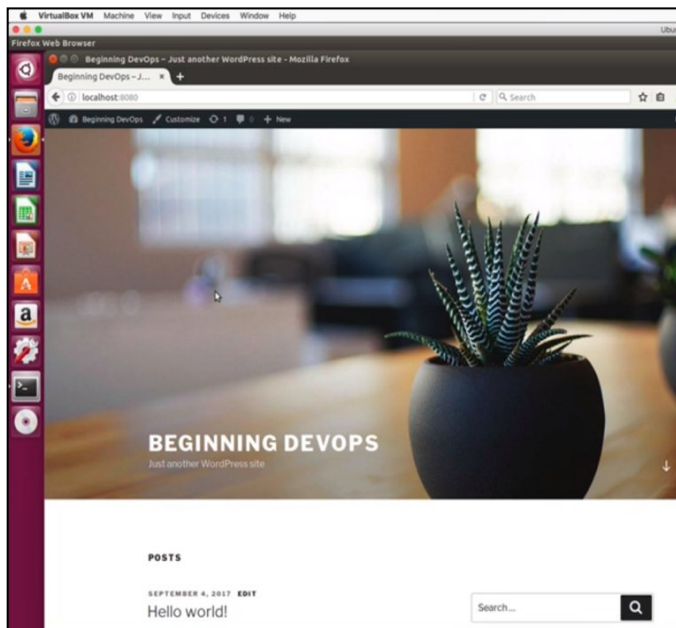 VirtualBox VM Machine View Input Devices Window Help
Ubu
Firefox Web Browser
Beginning DevOps – Just another WordPress site - Mozilla Firefox
Beginning DevOps – J... × +
localhost:8080 Search
Beginning DevOps Customize 1 0 + New
BEGINNING DEVOPS
Just another WordPress site
POSTS
SEPTEMBER 4, 2017 EDIT
Hello world!
Search ...